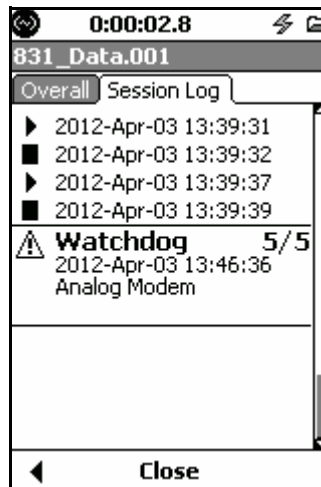 0:00:02.8
831_Data.001
Overall Session Log
2012-Apr-03 13:39:31
2012-Apr-03 13:39:32
2012-Apr-03 13:39:37
2012-Apr-03 13:39:39
Watchdog 5/5
2012-Apr-03 13:46:36
Analog Modem
Close